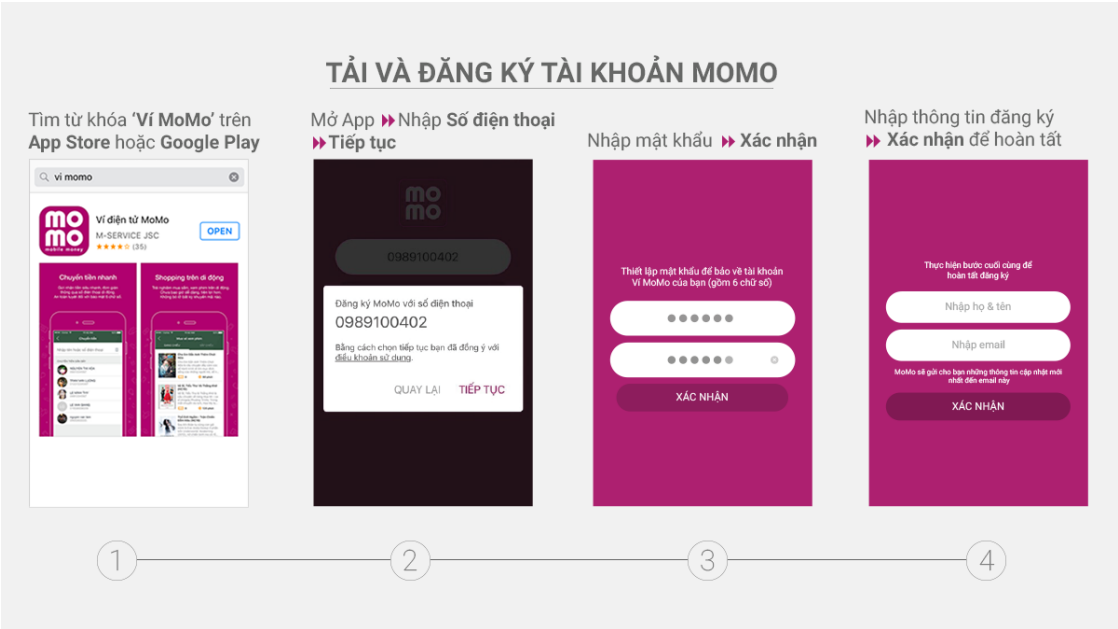 TẢI VÀ ĐĂNG KÝ TÀI KHOẢN MOMO
Tìm từ khóa ‘Ví MoMo’ trên
App Store hoặc Google Play
vi momo
mo
mo
mobile money
Ví điện tử MoMo
M-SERVICE JSC
(35)
OPEN
Chuyển tiền nhanh
Shopping trên di động
Mở App Nhập Số điện thoại
Tiếp tục
mo
mo
0989100402
Đăng ký MoMo với số điện thoại
0989100402
Bằng cách chọn tiếp tục bạn đã đồng ý với
điều khoản sử dụng.
QUAY LẠI TIẾP TỤC
Nhập mật khẩu Xác nhận
Thiết lập mật khẩu để bảo vệ tài khoản
Ví MoMo của bạn (gồm 6 chữ số)
XÁC NHẬN
Nhập thông tin đăng ký
Xác nhận để hoàn tất
Thực hiện bước cuối cùng để
hoàn tất đăng ký
Nhập họ & tên
Nhập email
MoMo sẽ gửi cho bạn những thông tin cập nhật mới
nhất đến email này
XÁC NHẬN
1
2
3
4